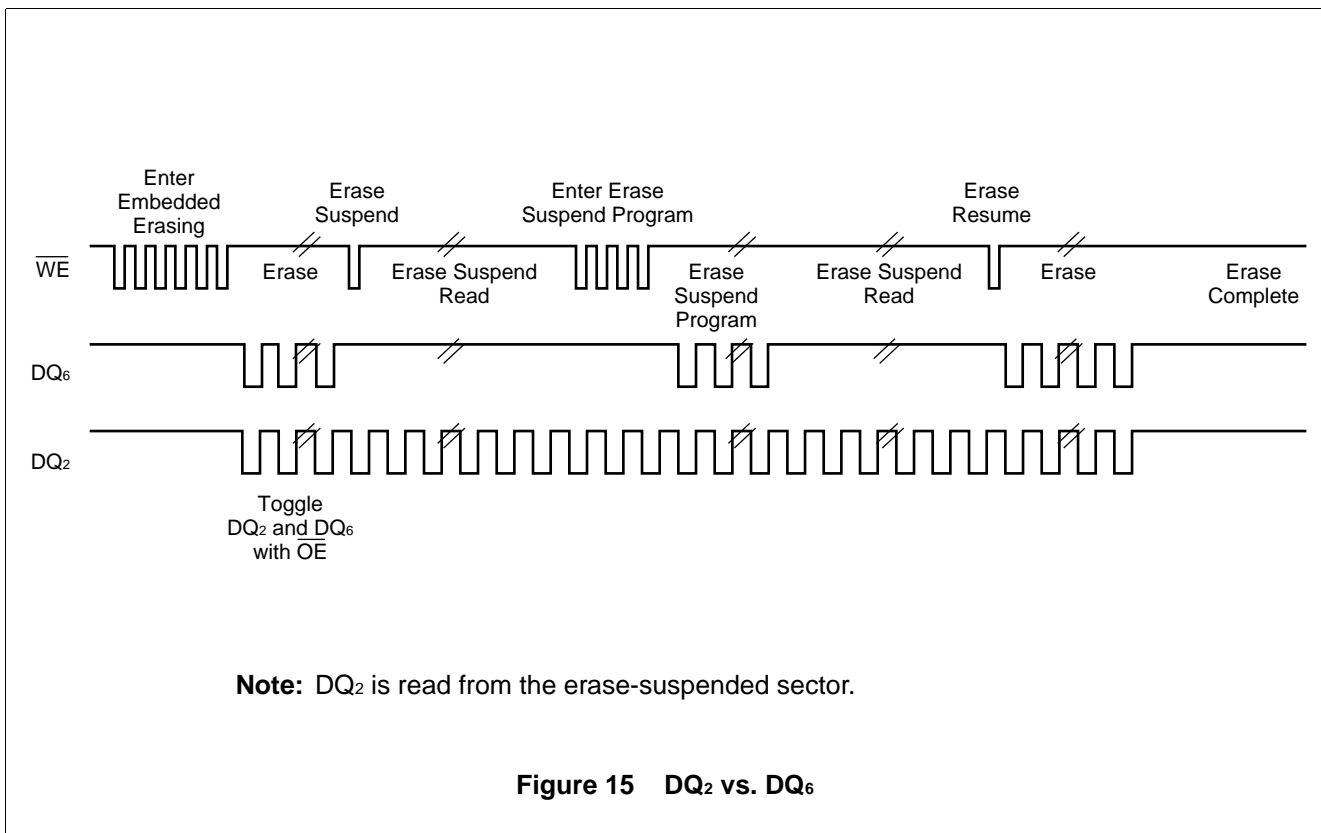 Enter
Embedded
Erasing
Erase
Suspend
Enter Erase
Suspend Program
Erase
Resume
WE
Erase
Erase Suspend
Read
Erase
Suspend
Program
Erase Suspend
Read
Erase
Erase
Complete
DQ6
DQ2
Toggle
DQ2 and DQ6
with OE
Note: DQ2 is read from the erase-suspended sector.
Figure 15 DQ2 vs. DQ6